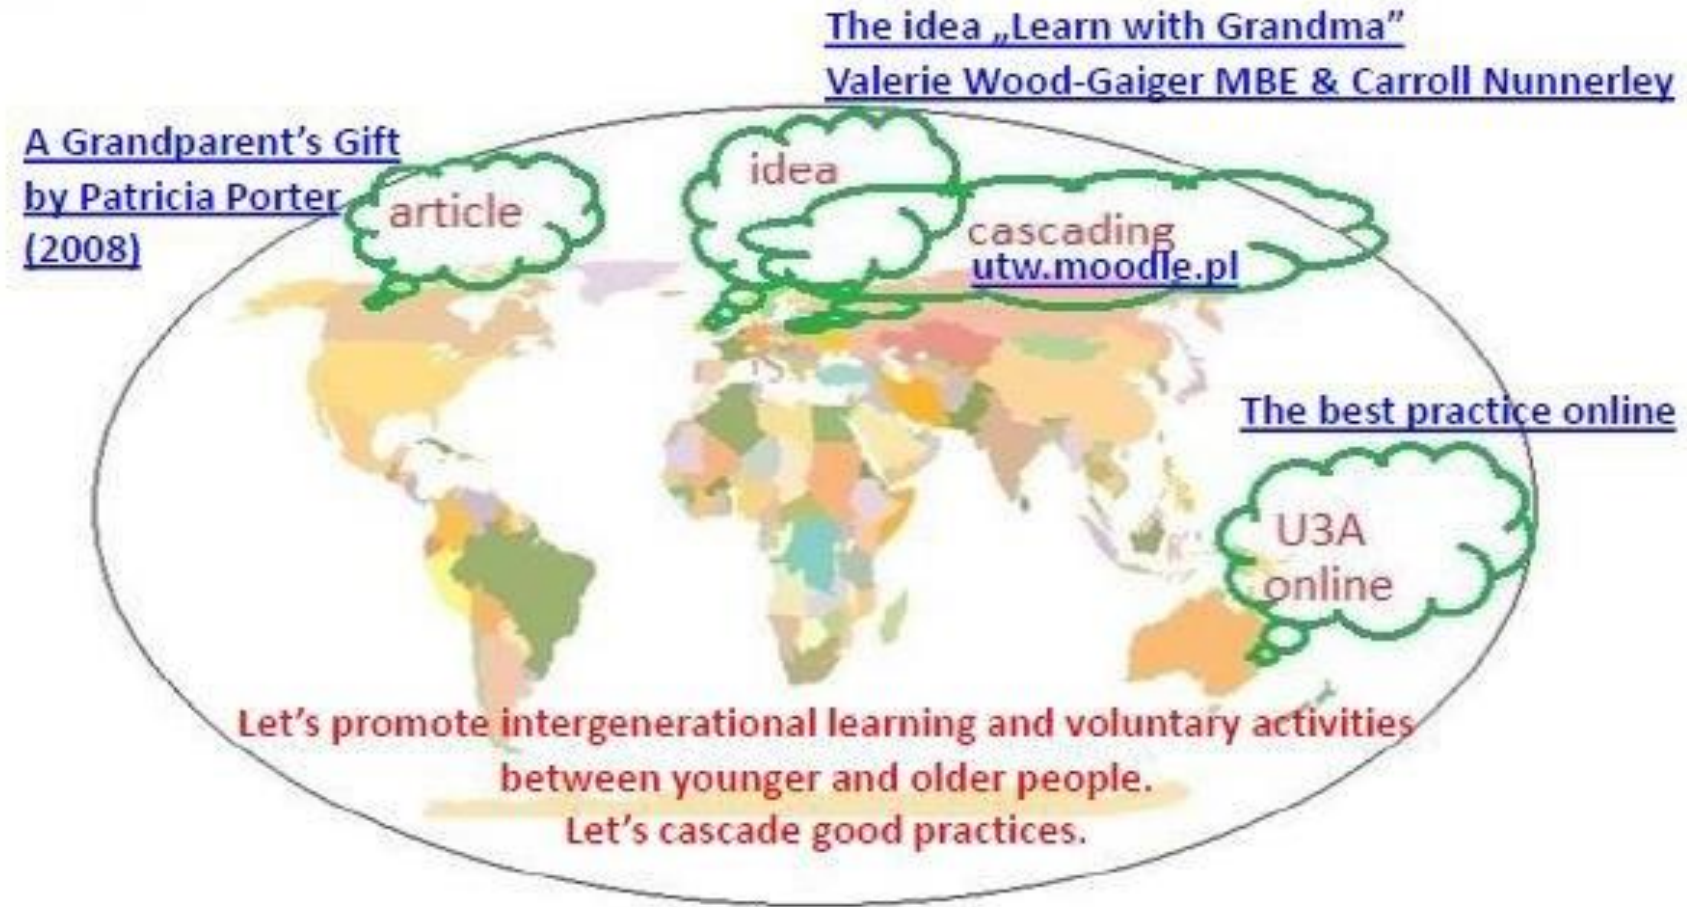 The idea „Learn with Grandma”
Valerie Wood-Gaiger MBE & Carroll Nunnerley
A Grandparent’s Gift
by Patricia Porter
(2008)
article
idea
cascading
utw.moodle.pl
The best practice online
U3A
online
Let’s promote intergenerational learning and voluntary activities
between younger and older people.
Let’s cascade good practices.